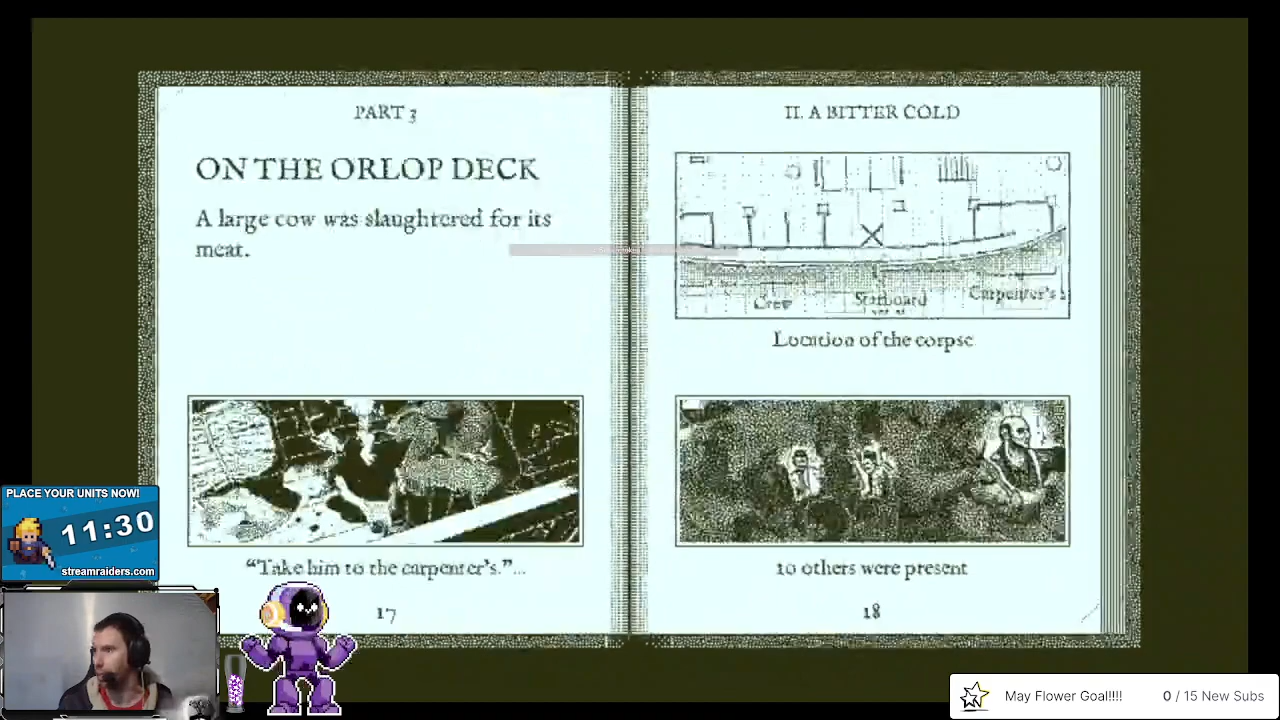 PART 3
ON THE ORLOP DECK
A large cow was slaughtered for its
meat.
"Take him to the carpenter's."...
17
II. A BITTER COLD
Crew
Starboard
Carpenter's
Location of the corpse
10 others were present
18
PLACE YOUR UNITS NOW!
11:30
streamraiders.com
May Flower Goal!!!! 0 / 15 New Subs